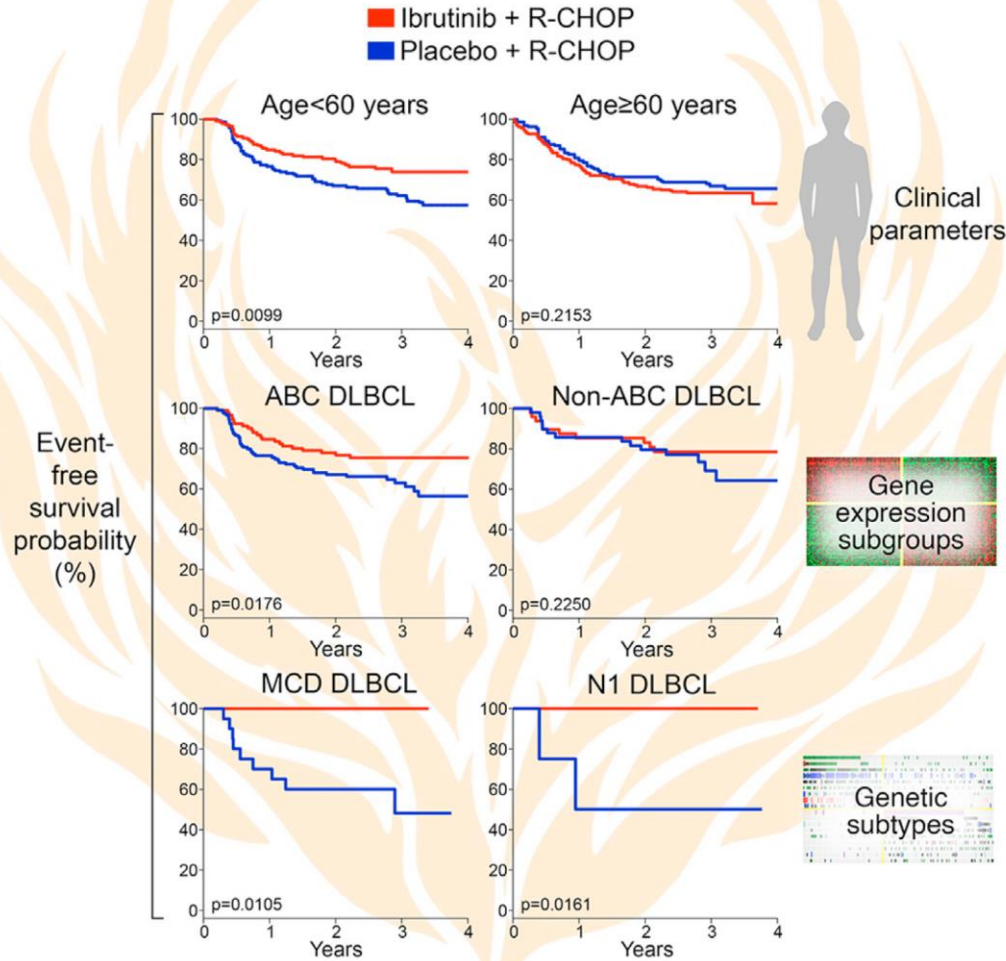 Ibrutinib + R-CHOP
Placebo + R-CHOP
Age<60 years
Age≥60 years
100
80
60
40
20
0
p=0.0099
0 1 2 3 4
Years
100
80
60
40
20
0
p=0.2153
0 1 2 3 4
Years
Clinical
parameters
Event-
free
survival
probability
(%)
ABC DLBCL
Non-ABC DLBCL
100
80
60
40
20
0
p=0.0176
0 1 2 3 4
Years
100
80
60
40
20
0
p=0.2250
0 1 2 3 4
Years
Gene
expression
subgroups
MCD DLBCL
N1 DLBCL
100
80
60
40
20
0
p=0.0105
0 1 2 3 4
Years
100
80
60
40
20
0
p=0.0161
0 1 2 3 4
Years
Genetic
subtypes